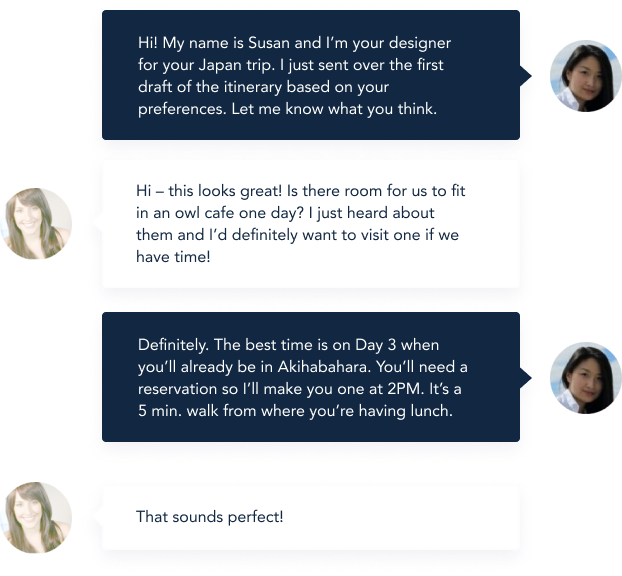 Hi! My name is Susan and I’m your designer
for your Japan trip. I just sent over the first
draft of the itinerary based on your
preferences. Let me know what you think.
Hi – this looks great! Is there room for us to fit
in an owl cafe one day? I just heard about
them and I’d definitely want to visit one if we
have time!
Definitely. The best time is on Day 3 when
you’ll already be in Akihabahara. You’ll need a
reservation so I’ll make you one at 2PM. It’s a
5 min. walk from where you’re having lunch.
That sounds perfect!